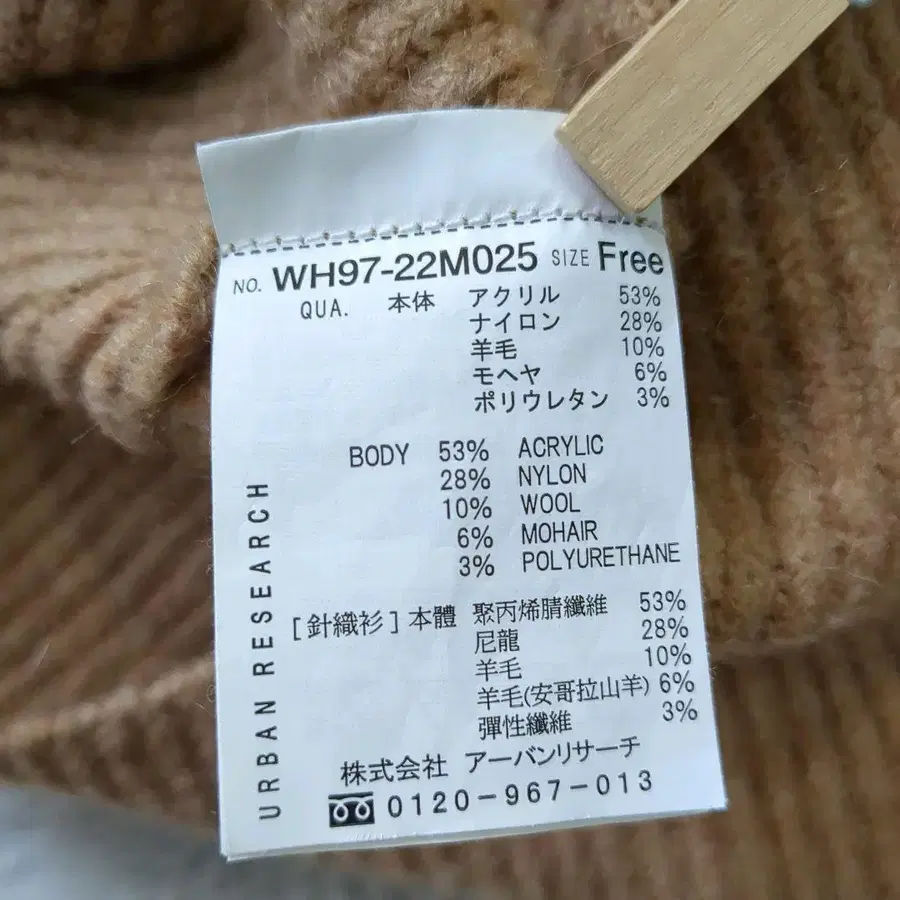 NO. WH97-22M025 SIZE Free
QUA. 本体 アクリル 53%
ナイロン 28%
羊毛 10%
モヘヤ 6%
ポリウレタン 3%
BODY 53% ACRYLIC
28% NYLON
10% WOOL
6% MOHAIR
3% POLYURETHANE
[針織衫]本體 聚丙烯腈纖維 53%
尼龍 28%
羊毛 10%
羊毛(安哥拉山羊) 6%
彈性纖維 3%
株式会社 アーバンリサーチ
0120-967-013
URBAN RESEARCH